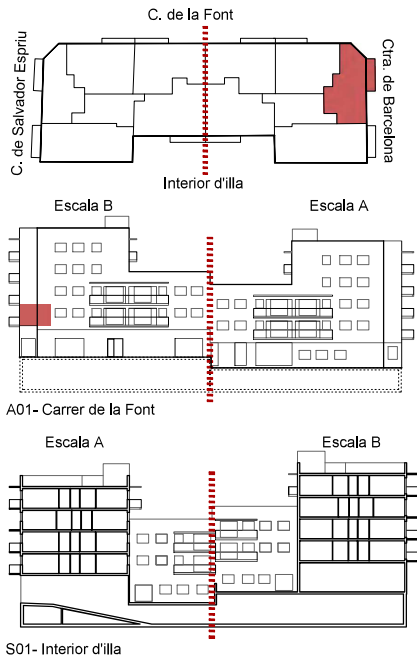 C. de la Font
C. de Salvador Espriu
Ctra. de Barcelona
Interior d'illa
Escala B
Escala A
A01- Carrer de la Font
Escala A
Escala B
S01- Interior d'illa